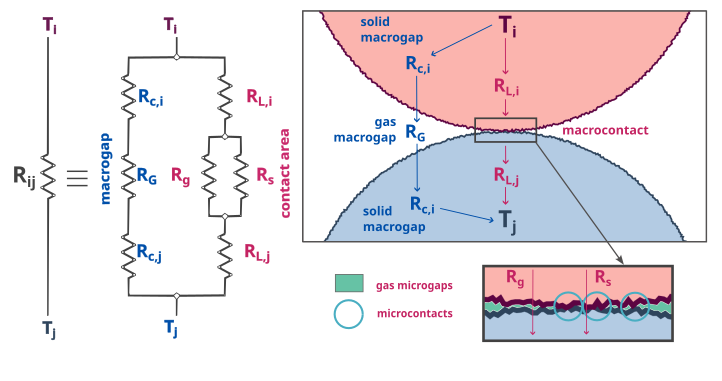 Ti
Rij
Tj
Ti
Rc,i
RL,i
macrogap
RG
Rg
Rs
contact area
Rc,j
RL,j
Tj
solid
macrogap
Ti
Rc,i
RL,i
gas
macrogap
RG
macrocontact
RL,j
Rc,i
solid
macrogap
Tj
gas microgaps
microcontacts
Rg
Rs